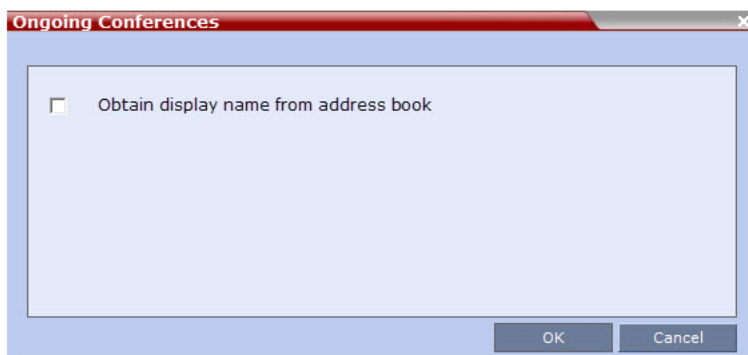 Ongoing Conferences
Obtain display name from address book
OK
Cancel